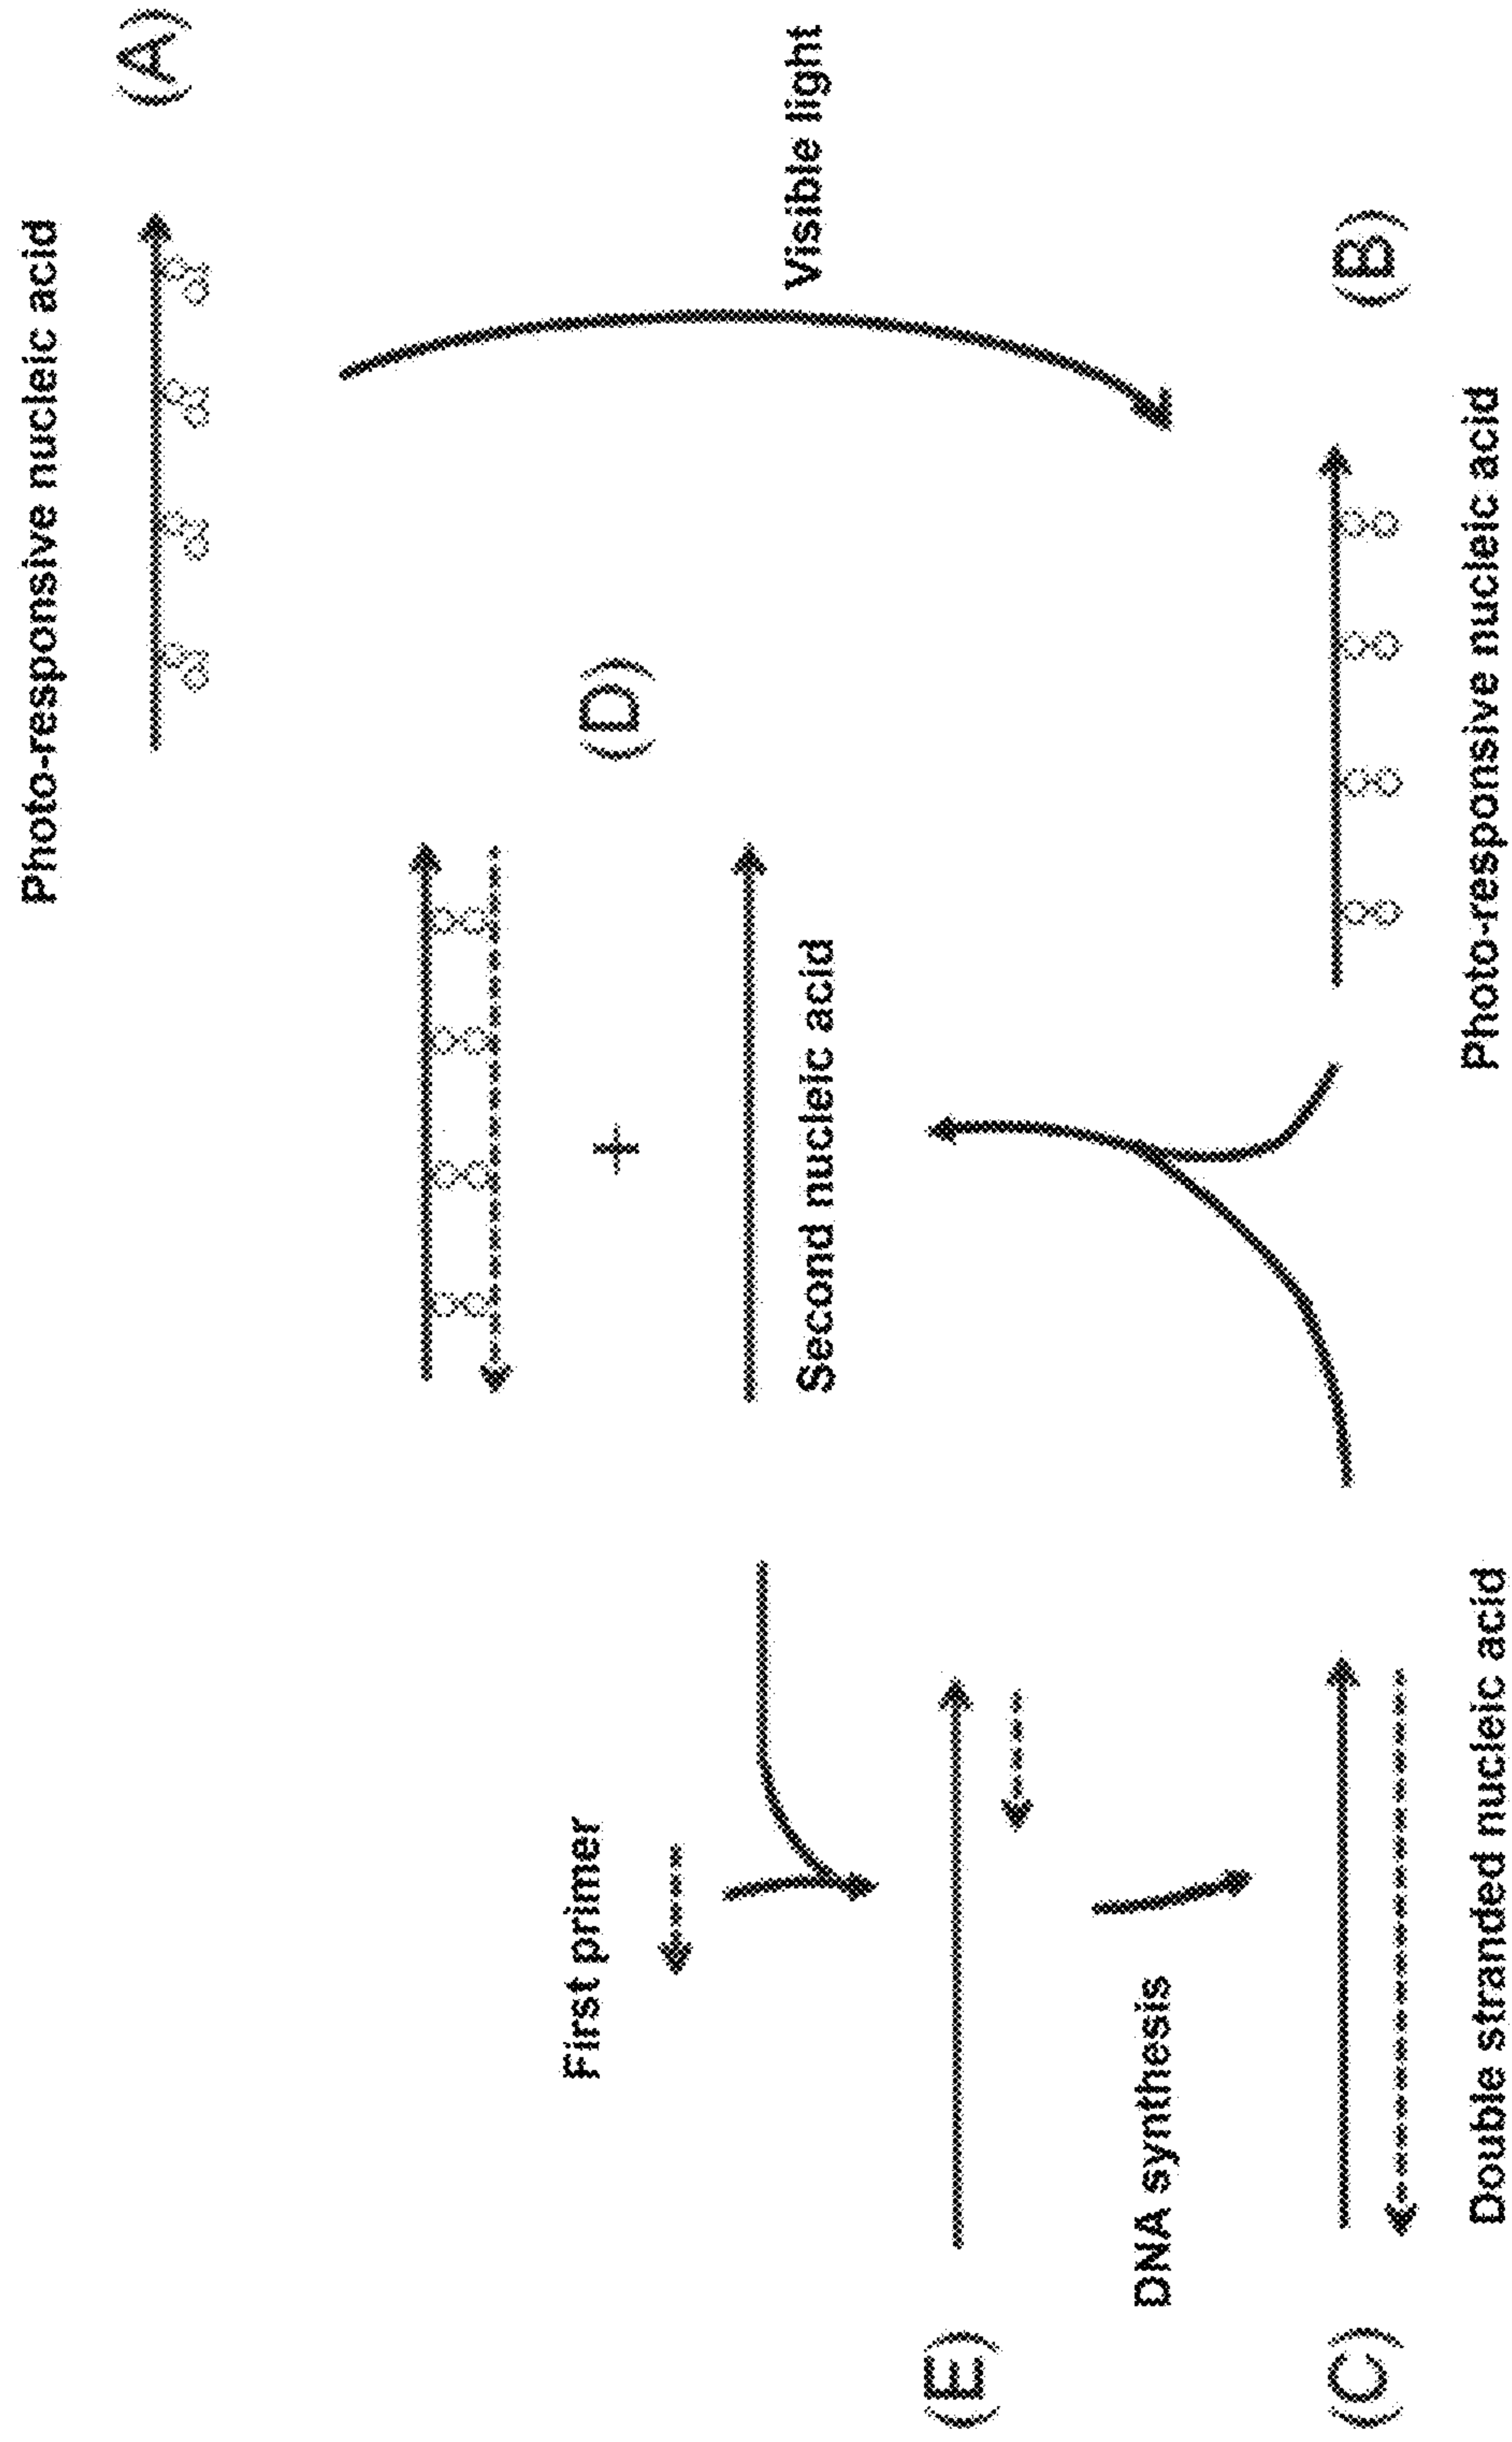 Photo-responsive nucleic acid
(A)
First primer
(D)
Second nucleic acid
Visible light
(E)
DNA synthesis
(C)
(B)
Double stranded nucleic acid
Photo-responsive nucleic acid